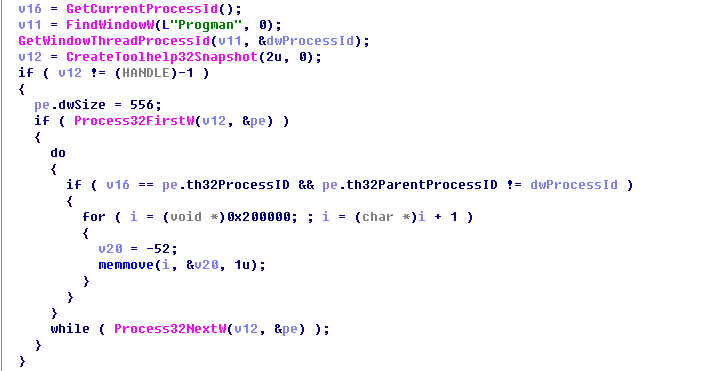 v16 = GetCurrentProcessId();
v11 = FindWindowW(L"Progman", 0);
GetWindowThreadProcessId(v11, &dwProcessId);
v12 = CreateToolhelp32Snapshot(2u, 0);
if ( v12 != (HANDLE)-1 )
{
  pe.dwSize = 556;
  if ( Process32FirstW(v12, &pe) )
  {
    do
    {
      if ( v16 == pe.th32ProcessID && pe.th32ParentProcessID != dwProcessId )
      {
        for ( i = (void *)0x200000; ; i = (char *)i + 1 )
        {
          v20 = -52;
          memmove(i, &v20, 1u);
        }
      }
    }
    while ( Process32NextW(v12, &pe) );
  }
}